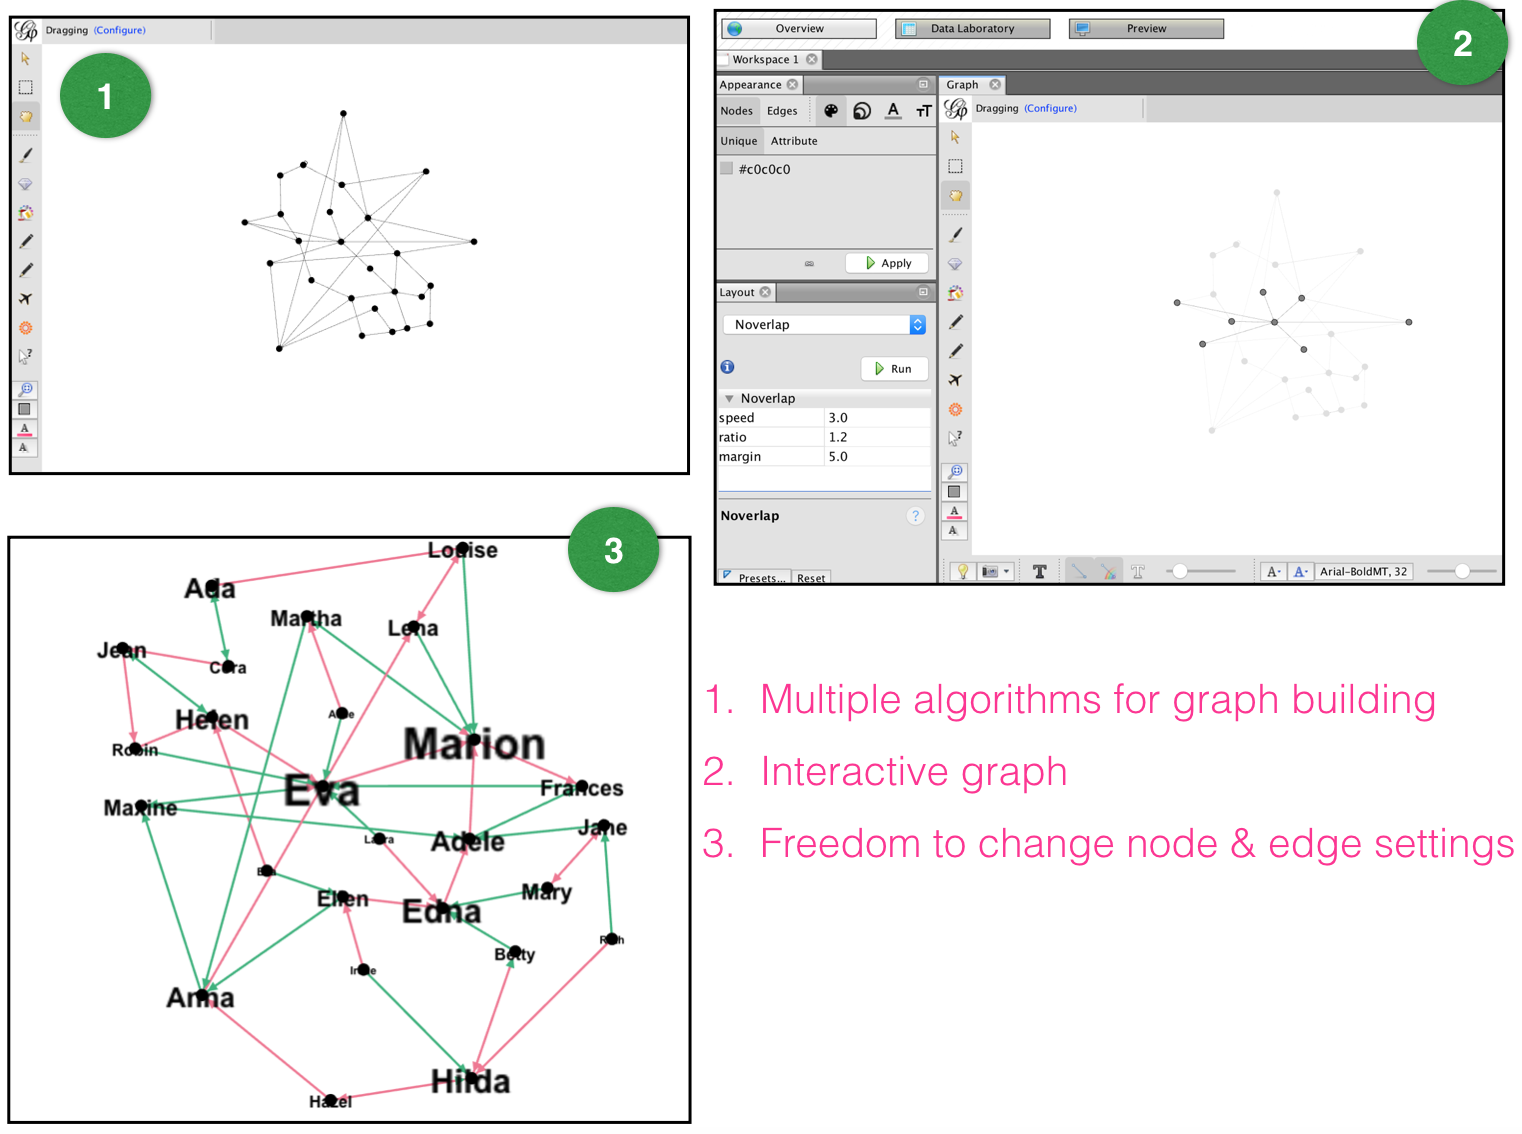 Dragging (Configure)
1
Overview
Data Laboratory
Preview
2
Workspace 1
Appearance
Graph
Nodes
Edges
A
TT
Dragging (Configure)
Unique
Attribute
#c0c0c0
Apply
Layout
Noverlap
Run
Noverlap
speed 3.0
ratio 1.2
margin 5.0
Noverlap
?
Presets...
Reset
T
T
A-
A-
Arial-BoldMT, 32
3
Louise
Ada
Martha
Lena
Jean
Cora
Helen
Robin
Marion
Eva
Frances
Maxine
Jane
Adele
Laura
Ellen
Edna
Mary
Betty
Ruth
Anna
Hilda
Hazel
1. Multiple algorithms for graph building
2. Interactive graph
3. Freedom to change node & edge settings